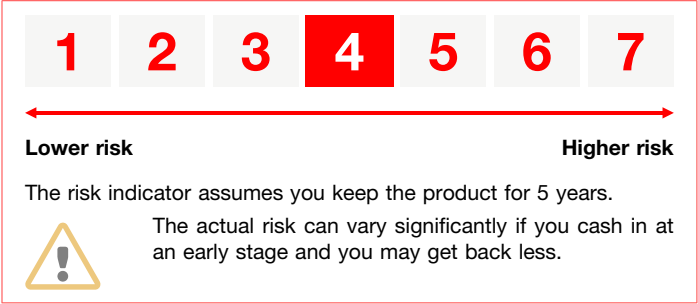 1 2 3 4 5 6 7
Lower risk Higher risk
The risk indicator assumes you keep the product for 5 years.
The actual risk can vary significantly if you cash in at
an early stage and you may get back less.